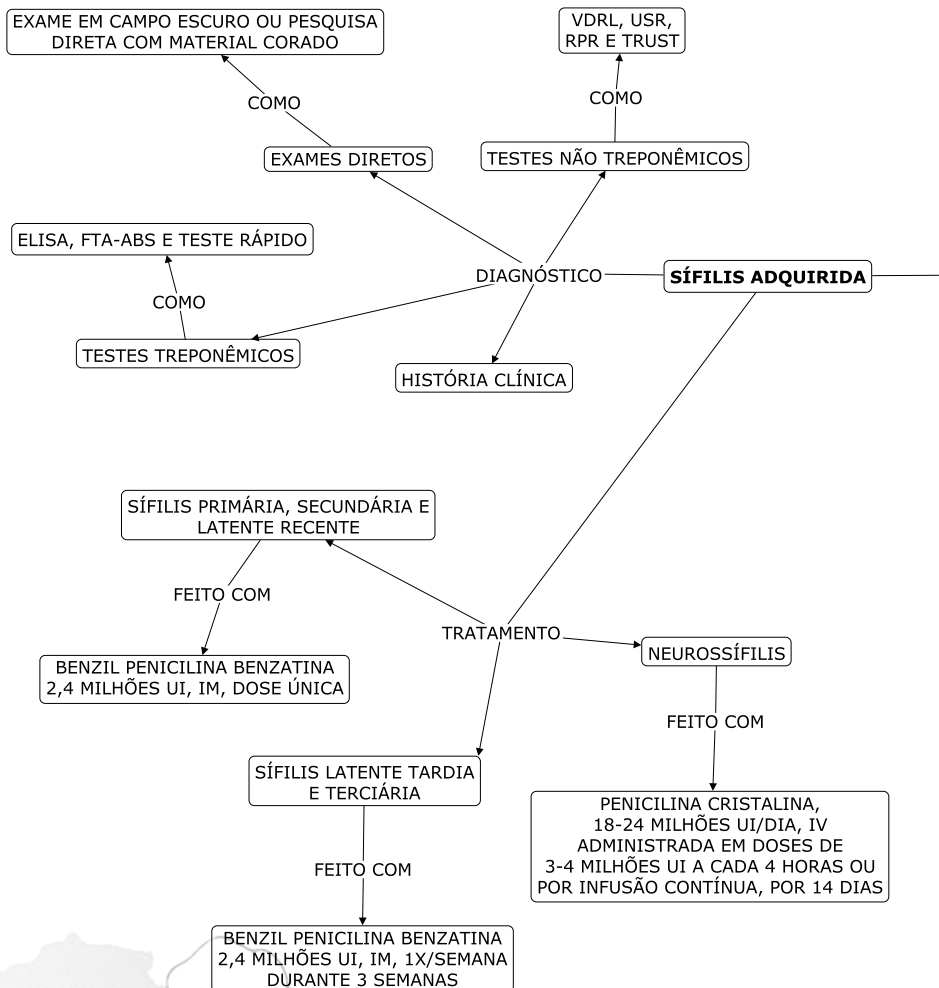 EXAME EM CAMPO ESCURO OU PESQUISA
DIRETA COM MATERIAL CORADO
VDRL, USR,
RPR E TRUST
COMO
COMO
EXAMES DIRETOS
TESTES NÃO TREPONÊMICOS
ELISA, FTA-ABS E TESTE RÁPIDO
DIAGNÓSTICO
SÍFILIS ADQUIRIDA
COMO
TESTES TREPONÊMICOS
HISTÓRIA CLÍNICA
SÍFILIS PRIMÁRIA, SECUNDÁRIA E
LATENTE RECENTE
FEITO COM
TRATAMENTO
NEUROSSÍFILIS
BENZIL PENICILINA BENZATINA
2,4 MILHÕES UI, IM, DOSE ÚNICA
FEITO COM
SÍFILIS LATENTE TARDIA
E TERCIÁRIA
PENICILINA CRISTALINA,
18-24 MILHÕES UI/DIA, IV
ADMINISTRADA EM DOSES DE
3-4 MILHÕES UI A CADA 4 HORAS OU
POR INFUSÃO CONTÍNUA, POR 14 DIAS
FEITO COM
BENZIL PENICILINA BENZATINA
2,4 MILHÕES UI, IM, 1X/SEMANA
DURANTE 3 SEMANAS